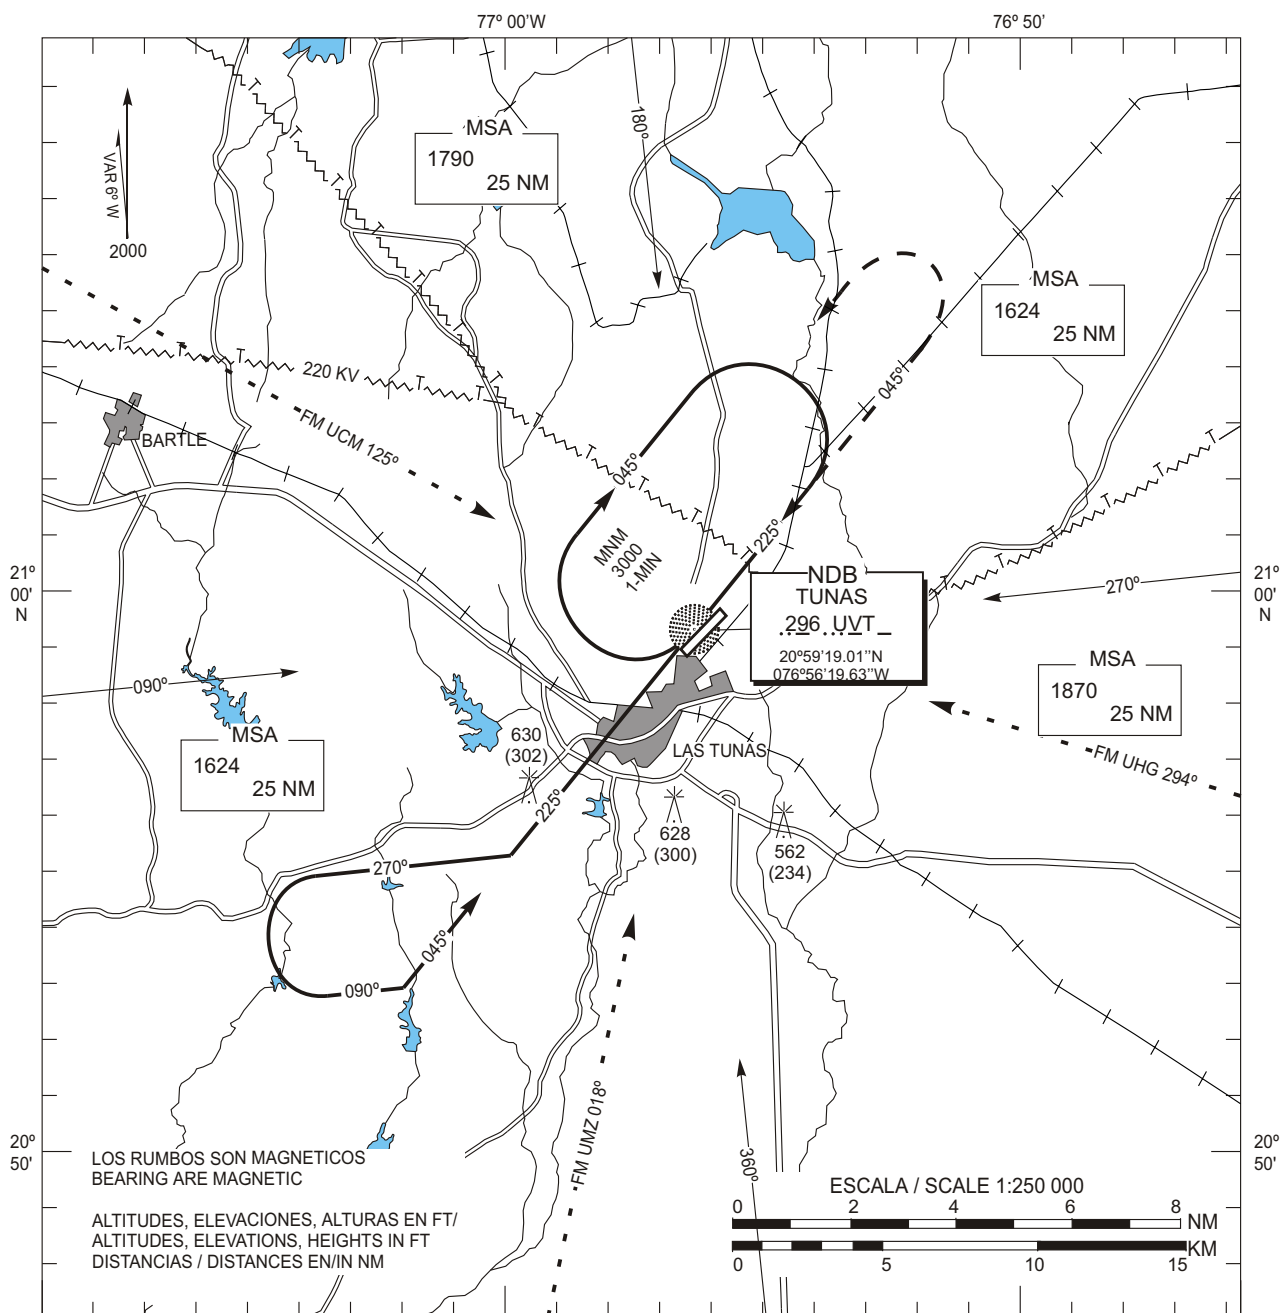 77º 00'W
76º 50'
VAR 6º W
2000
MSA
1790
25 NM
180º
MSA
1624
25 NM
045º
220 KV
FM UCM 125º
BARTLE
045º
MNM
3000
1-MIN
225º
21º
00'
N
NDB
TUNAS
296 UVT
20º59'19.01''N
076º56'19.63''W
270º
21º
00'
N
090º
MSA
1624
25 NM
MSA
1870
25 NM
FM UHG 294º
LAS TUNAS
630
(302)
225º
628
(300)
562
(234)
270º
045º
090º
FM UMZ 018º
360º
20º
50'
20º
50'
LOS RUMBOS SON MAGNETICOS
BEARING ARE MAGNETIC
ALTITUDES, ELEVACIONES, ALTURAS EN FT/
ALTITUDES, ELEVATIONS, HEIGHTS IN FT
DISTANCIAS / DISTANCES EN/IN NM
ESCALA / SCALE 1:250 000
0 2 4 6 8
NM
KM
0 5 10 15